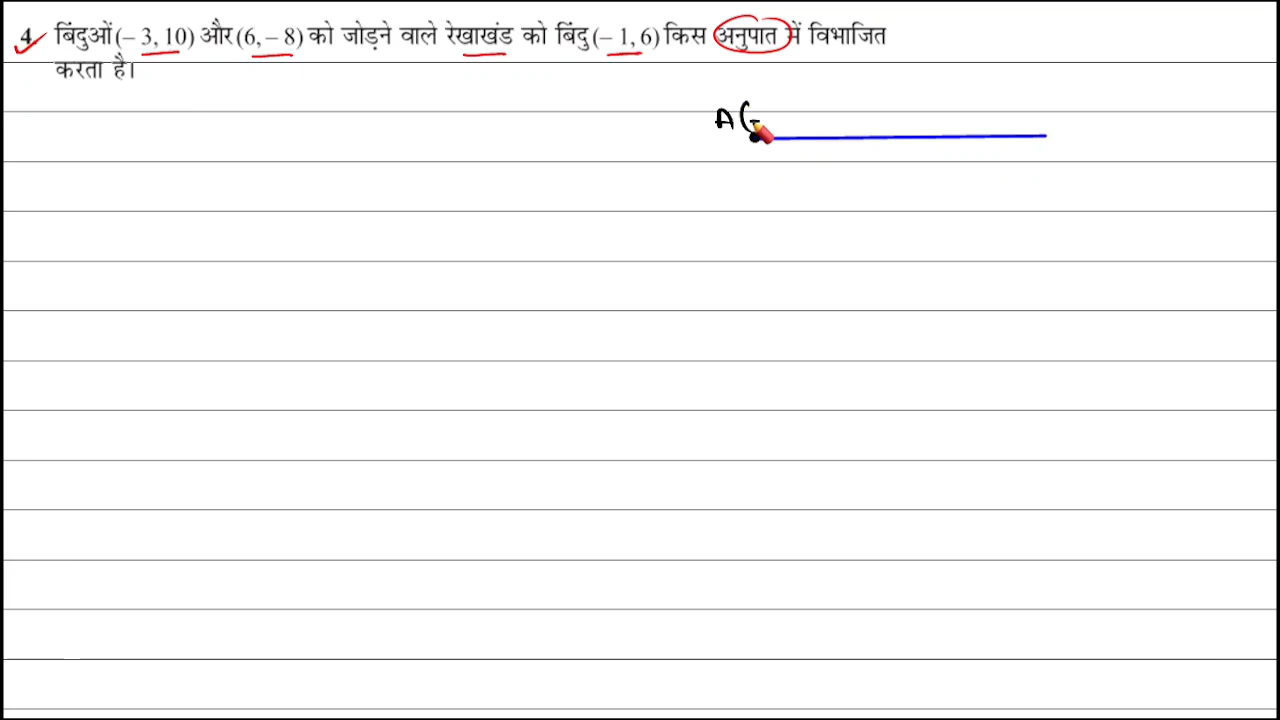 4. बिंदुओं (– 3, 10) और (6, – 8) को जोड़ने वाले रेखाखंड को बिंदु (– 1, 6) किस अनुपात में विभाजित
करता है।
A(-